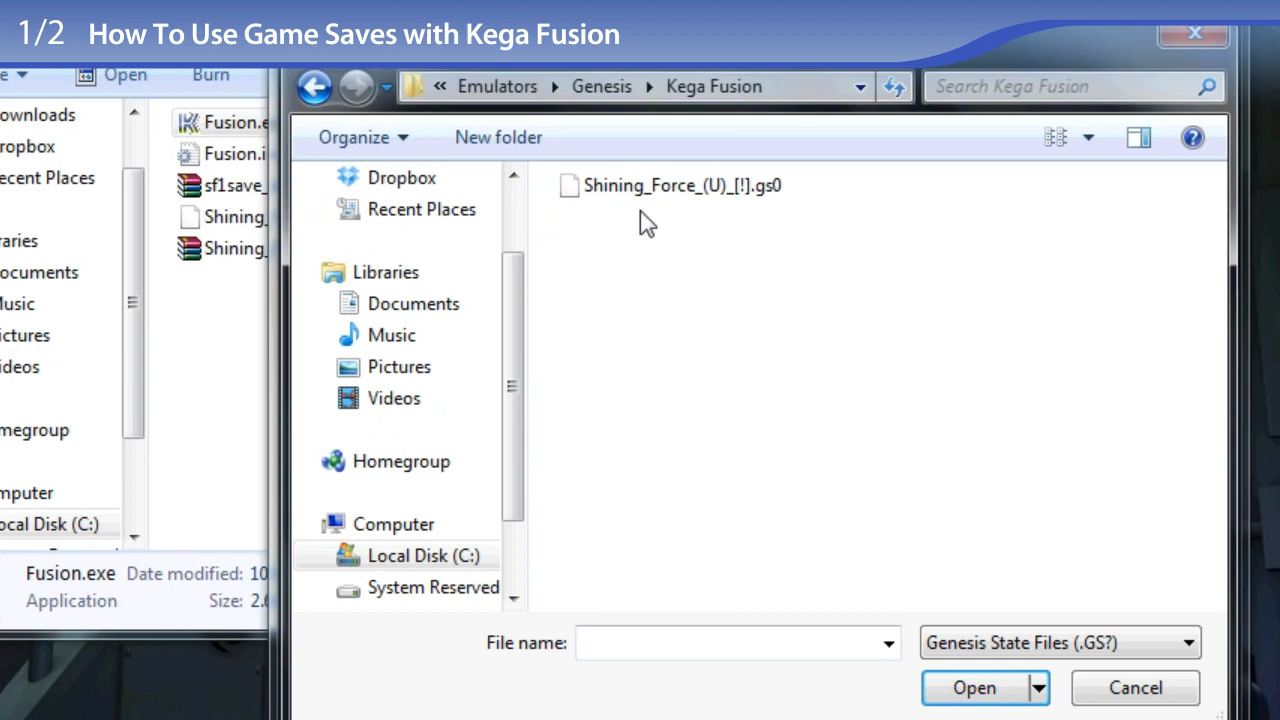 1/2 How To Use Game Saves with Kega Fusion
e Open Burn
« Emulators Genesis Kega Fusion
Search Kega Fusion
Organize New folder
ownloads
ropbox
ecent Places
raries
ocuments
usic
ictures
ideos
megroup
mputer
ocal Disk (C:)
Fusion.e
Fusion.i
sf1save_
Shining_
Shining_
Fusion.exe Date modified: 10
Application Size: 2.
Dropbox
Recent Places
Libraries
Documents
Music
Pictures
Videos
Homegroup
Computer
Local Disk (C:)
System Reserved
Shining_Force_(U)_[!].gs0
File name:
Genesis State Files (.GS?)
Open Cancel